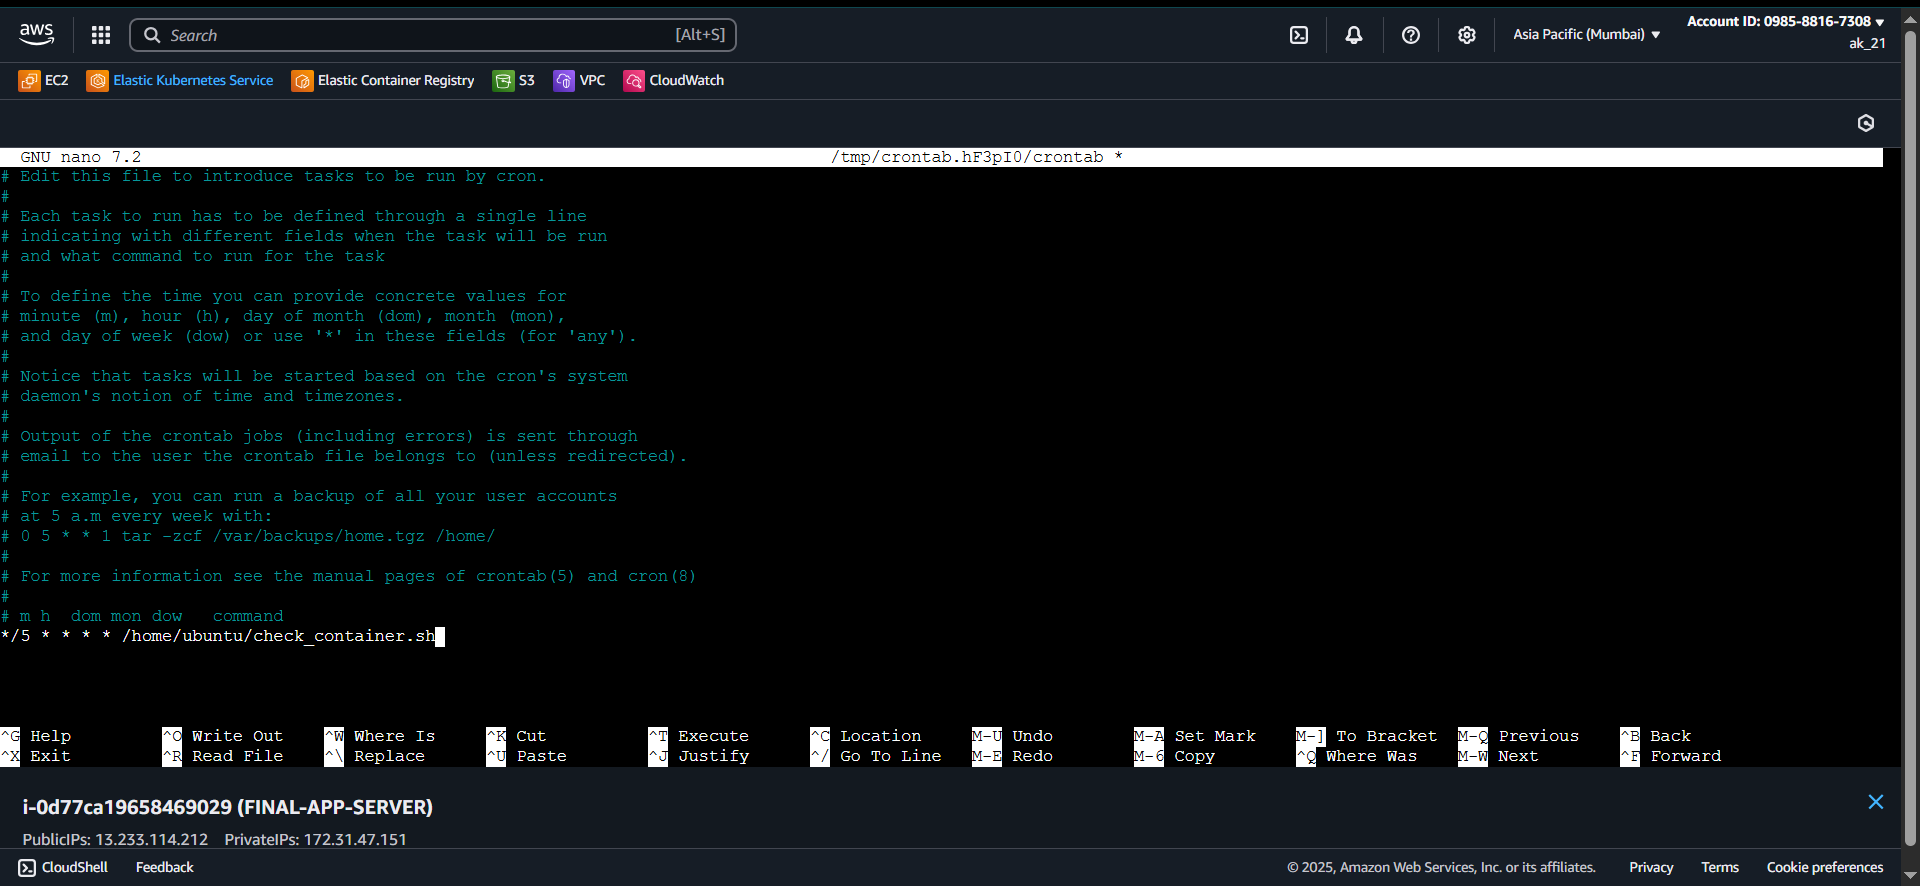 aws
Search [Alt+S]
Asia Pacific (Mumbai) ▼
Account ID: 0985-8816-7308 ▼
ak_21
EC2 Elastic Kubernetes Service Elastic Container Registry S3 VPC CloudWatch
GNU nano 7.2 /tmp/crontab.hF3pI0/crontab *
# Edit this file to introduce tasks to be run by cron.
#
# Each task to run has to be defined through a single line
# indicating with different fields when the task will be run
# and what command to run for the task
#
# To define the time you can provide concrete values for
# minute (m), hour (h), day of month (dom), month (mon),
# and day of week (dow) or use '*' in these fields (for 'any').
#
# Notice that tasks will be started based on the cron's system
# daemon's notion of time and timezones.
#
# Output of the crontab jobs (including errors) is sent through
# email to the user the crontab file belongs to (unless redirected).
#
# For example, you can run a backup of all your user accounts
# at 5 a.m every week with:
# 0 5 * * 1 tar -zcf /var/backups/home.tgz /home/
#
# For more information see the manual pages of crontab(5) and cron(8)
#
# m h  dom mon dow   command
*/5 * * * * /home/ubuntu/check_container.sh
^G Help ^O Write Out ^W Where Is ^K Cut ^T Execute ^C Location M-U Undo M-A Set Mark M-] To Bracket M-Q Previous ^B Back
^X Exit ^R Read File ^\ Replace ^U Paste ^J Justify ^/ Go To Line M-E Redo M-6 Copy ^Q Where Was M-W Next ^F Forward
i-0d77ca19658469029 (FINAL-APP-SERVER)
PublicIPs: 13.233.114.212 PrivateIPs: 172.31.47.151
CloudShell Feedback © 2025, Amazon Web Services, Inc. or its affiliates. Privacy Terms Cookie preferences